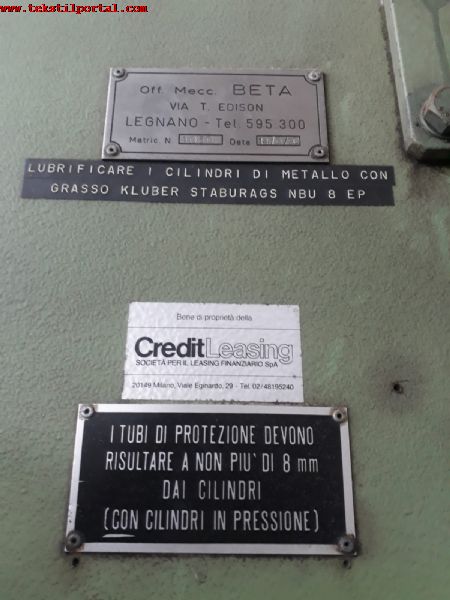 www.tekstilportal.com
Off. Mecc. BETA
VIA T. EDISON
LEGNANO - Tel. 595.300
Matric. N. Data
LUBRIFICARE I CILINDRI DI METALLO CON
GRASSO KLUBER STABURAGS NBU 8 EP
Bene di proprietà della
CreditLeasing
SOCIETÀ PER IL LEASING FINANZIARIO SpA
20149 Milano, Viale Eginardo, 29 - Tel. 02/48195240
I TUBI DI PROTEZIONE DEVONO
RISULTARE A NON PIU' DI 8 mm
DAI CILINDRI
(CON CILINDRI IN PRESSIONE)